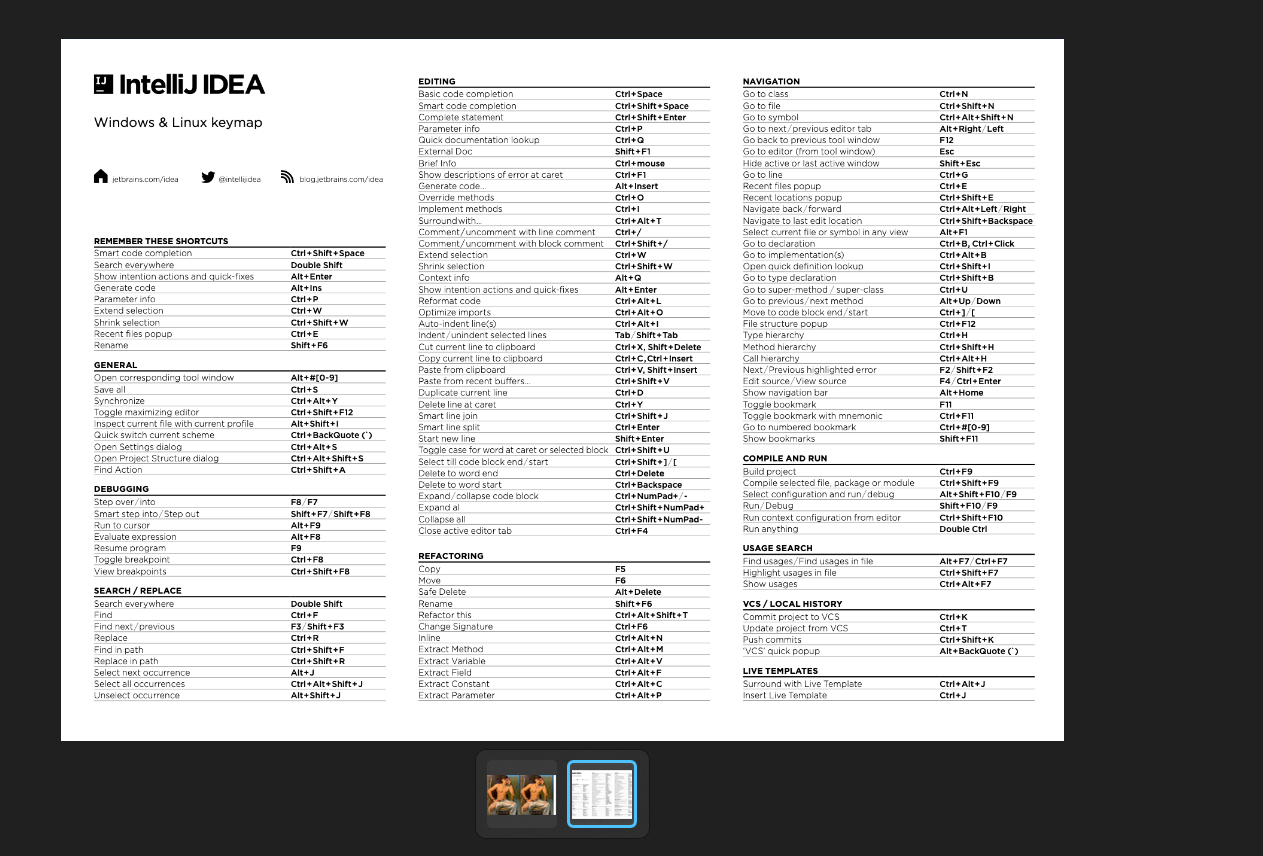 IJ IntelliJ IDEA
Windows & Linux keymap
jetbrains.com/idea @intellijidea blog.jetbrains.com/idea
REMEMBER THESE SHORTCUTS
Smart code completion Ctrl+Shift+Space
Search everywhere Double Shift
Show intention actions and quick-fixes Alt+Enter
Generate code Alt+Ins
Parameter info Ctrl+P
Extend selection Ctrl+W
Shrink selection Ctrl+Shift+W
Recent files popup Ctrl+E
Rename Shift+F6
GENERAL
Open corresponding tool window Alt+#[0-9]
Save all Ctrl+S
Synchronize Ctrl+Alt+Y
Toggle maximizing editor Ctrl+Shift+F12
Inspect current file with current profile Alt+Shift+I
Quick switch current scheme Ctrl+BackQuote (`)
Open Settings dialog Ctrl+Alt+S
Open Project Structure dialog Ctrl+Alt+Shift+S
Find Action Ctrl+Shift+A
DEBUGGING
Step over/into F8/F7
Smart step into/Step out Shift+F7/Shift+F8
Run to cursor Alt+F9
Evaluate expression Alt+F8
Resume program F9
Toggle breakpoint Ctrl+F8
View breakpoints Ctrl+Shift+F8
SEARCH / REPLACE
Search everywhere Double Shift
Find Ctrl+F
Find next/previous F3/Shift+F3
Replace Ctrl+R
Find in path Ctrl+Shift+F
Replace in path Ctrl+Shift+R
Select next occurrence Alt+J
Select all occurrences Ctrl+Alt+Shift+J
Unselect occurrence Alt+Shift+J
EDITING
Basic code completion Ctrl+Space
Smart code completion Ctrl+Shift+Space
Complete statement Ctrl+Shift+Enter
Parameter info Ctrl+P
Quick documentation lookup Ctrl+Q
External Doc Shift+F1
Brief Info Ctrl+mouse
Show descriptions of error at caret Ctrl+F1
Generate code... Alt+Insert
Override methods Ctrl+O
Implement methods Ctrl+I
Surroundwith... Ctrl+Alt+T
Comment/uncomment with line comment Ctrl+/
Comment/uncomment with block comment Ctrl+Shift+/
Extend selection Ctrl+W
Shrink selection Ctrl+Shift+W
Context info Alt+Q
Show intention actions and quick-fixes Alt+Enter
Reformat code Ctrl+Alt+L
Optimize imports Ctrl+Alt+O
Auto-indent line(s) Ctrl+Alt+I
Indent/unindent selected lines Tab/Shift+Tab
Cut current line to clipboard Ctrl+X, Shift+Delete
Copy current line to clipboard Ctrl+C,Ctrl+Insert
Paste from clipboard Ctrl+V, Shift+Insert
Paste from recent buffers... Ctrl+Shift+V
Duplicate current line Ctrl+D
Delete line at caret Ctrl+Y
Smart line join Ctrl+Shift+J
Smart line split Ctrl+Enter
Start new line Shift+Enter
Toggle case for word at caret or selected block Ctrl+Shift+U
Select till code block end/start Ctrl+Shift+]/[
Delete to word end Ctrl+Delete
Delete to word start Ctrl+Backspace
Expand/collapse code block Ctrl+NumPad+/-
Expand al Ctrl+Shift+NumPad+
Collapse all Ctrl+Shift+NumPad-
Close active editor tab Ctrl+F4
REFACTORING
Copy F5
Move F6
Safe Delete Alt+Delete
Rename Shift+F6
Refactor this Ctrl+Alt+Shift+T
Change Signature Ctrl+F6
Inline Ctrl+Alt+N
Extract Method Ctrl+Alt+M
Extract Variable Ctrl+Alt+V
Extract Field Ctrl+Alt+F
Extract Constant Ctrl+Alt+C
Extract Parameter Ctrl+Alt+P
NAVIGATION
Go to class Ctrl+N
Go to file Ctrl+Shift+N
Go to symbol Ctrl+Alt+Shift+N
Go to next/previous editor tab Alt+Right/Left
Go back to previous tool window F12
Go to editor (from tool window) Esc
Hide active or last active window Shift+Esc
Go to line Ctrl+G
Recent files popup Ctrl+E
Recent locations popup Ctrl+Shift+E
Navigate back/forward Ctrl+Alt+Left/Right
Navigate to last edit location Ctrl+Shift+Backspace
Select current file or symbol in any view Alt+F1
Go to declaration Ctrl+B, Ctrl+Click
Go to implementation(s) Ctrl+Alt+B
Open quick definition lookup Ctrl+Shift+I
Go to type declaration Ctrl+Shift+B
Go to super-method / super-class Ctrl+U
Go to previous/next method Alt+Up/Down
Move to code block end/start Ctrl+]/[
File structure popup Ctrl+F12
Type hierarchy Ctrl+H
Method hierarchy Ctrl+Shift+H
Call hierarchy Ctrl+Alt+H
Next/Previous highlighted error F2/Shift+F2
Edit source/View source F4/Ctrl+Enter
Show navigation bar Alt+Home
Toggle bookmark F11
Toggle bookmark with mnemonic Ctrl+F11
Go to numbered bookmark Ctrl+#[0-9]
Show bookmarks Shift+F11
COMPILE AND RUN
Build project Ctrl+F9
Compile selected file, package or module Ctrl+Shift+F9
Select configuration and run/debug Alt+Shift+F10/F9
Run/Debug Shift+F10/F9
Run context configuration from editor Ctrl+Shift+F10
Run anything Double Ctrl
USAGE SEARCH
Find usages/Find usages in file Alt+F7/Ctrl+F7
Highlight usages in file Ctrl+Shift+F7
Show usages Ctrl+Alt+F7
VCS / LOCAL HISTORY
Commit project to VCS Ctrl+K
Update project from VCS Ctrl+T
Push commits Ctrl+Shift+K
'VCS' quick popup Alt+BackQuote (`)
LIVE TEMPLATES
Surround with Live Template Ctrl+Alt+J
Insert Live Template Ctrl+J